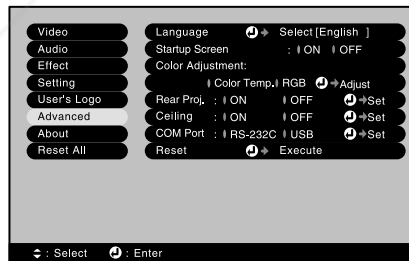 Video
Audio
Effect
Setting
User's Logo
Advanced
About
Reset All
Language Select [English ]
Startup Screen : ON OFF
Color Adjustment:
Color Temp. RGB Adjust
Rear Proj. : ON OFF Set
Ceiling : ON OFF Set
COM Port : RS-232C USB Set
Reset Execute
: Select : Enter